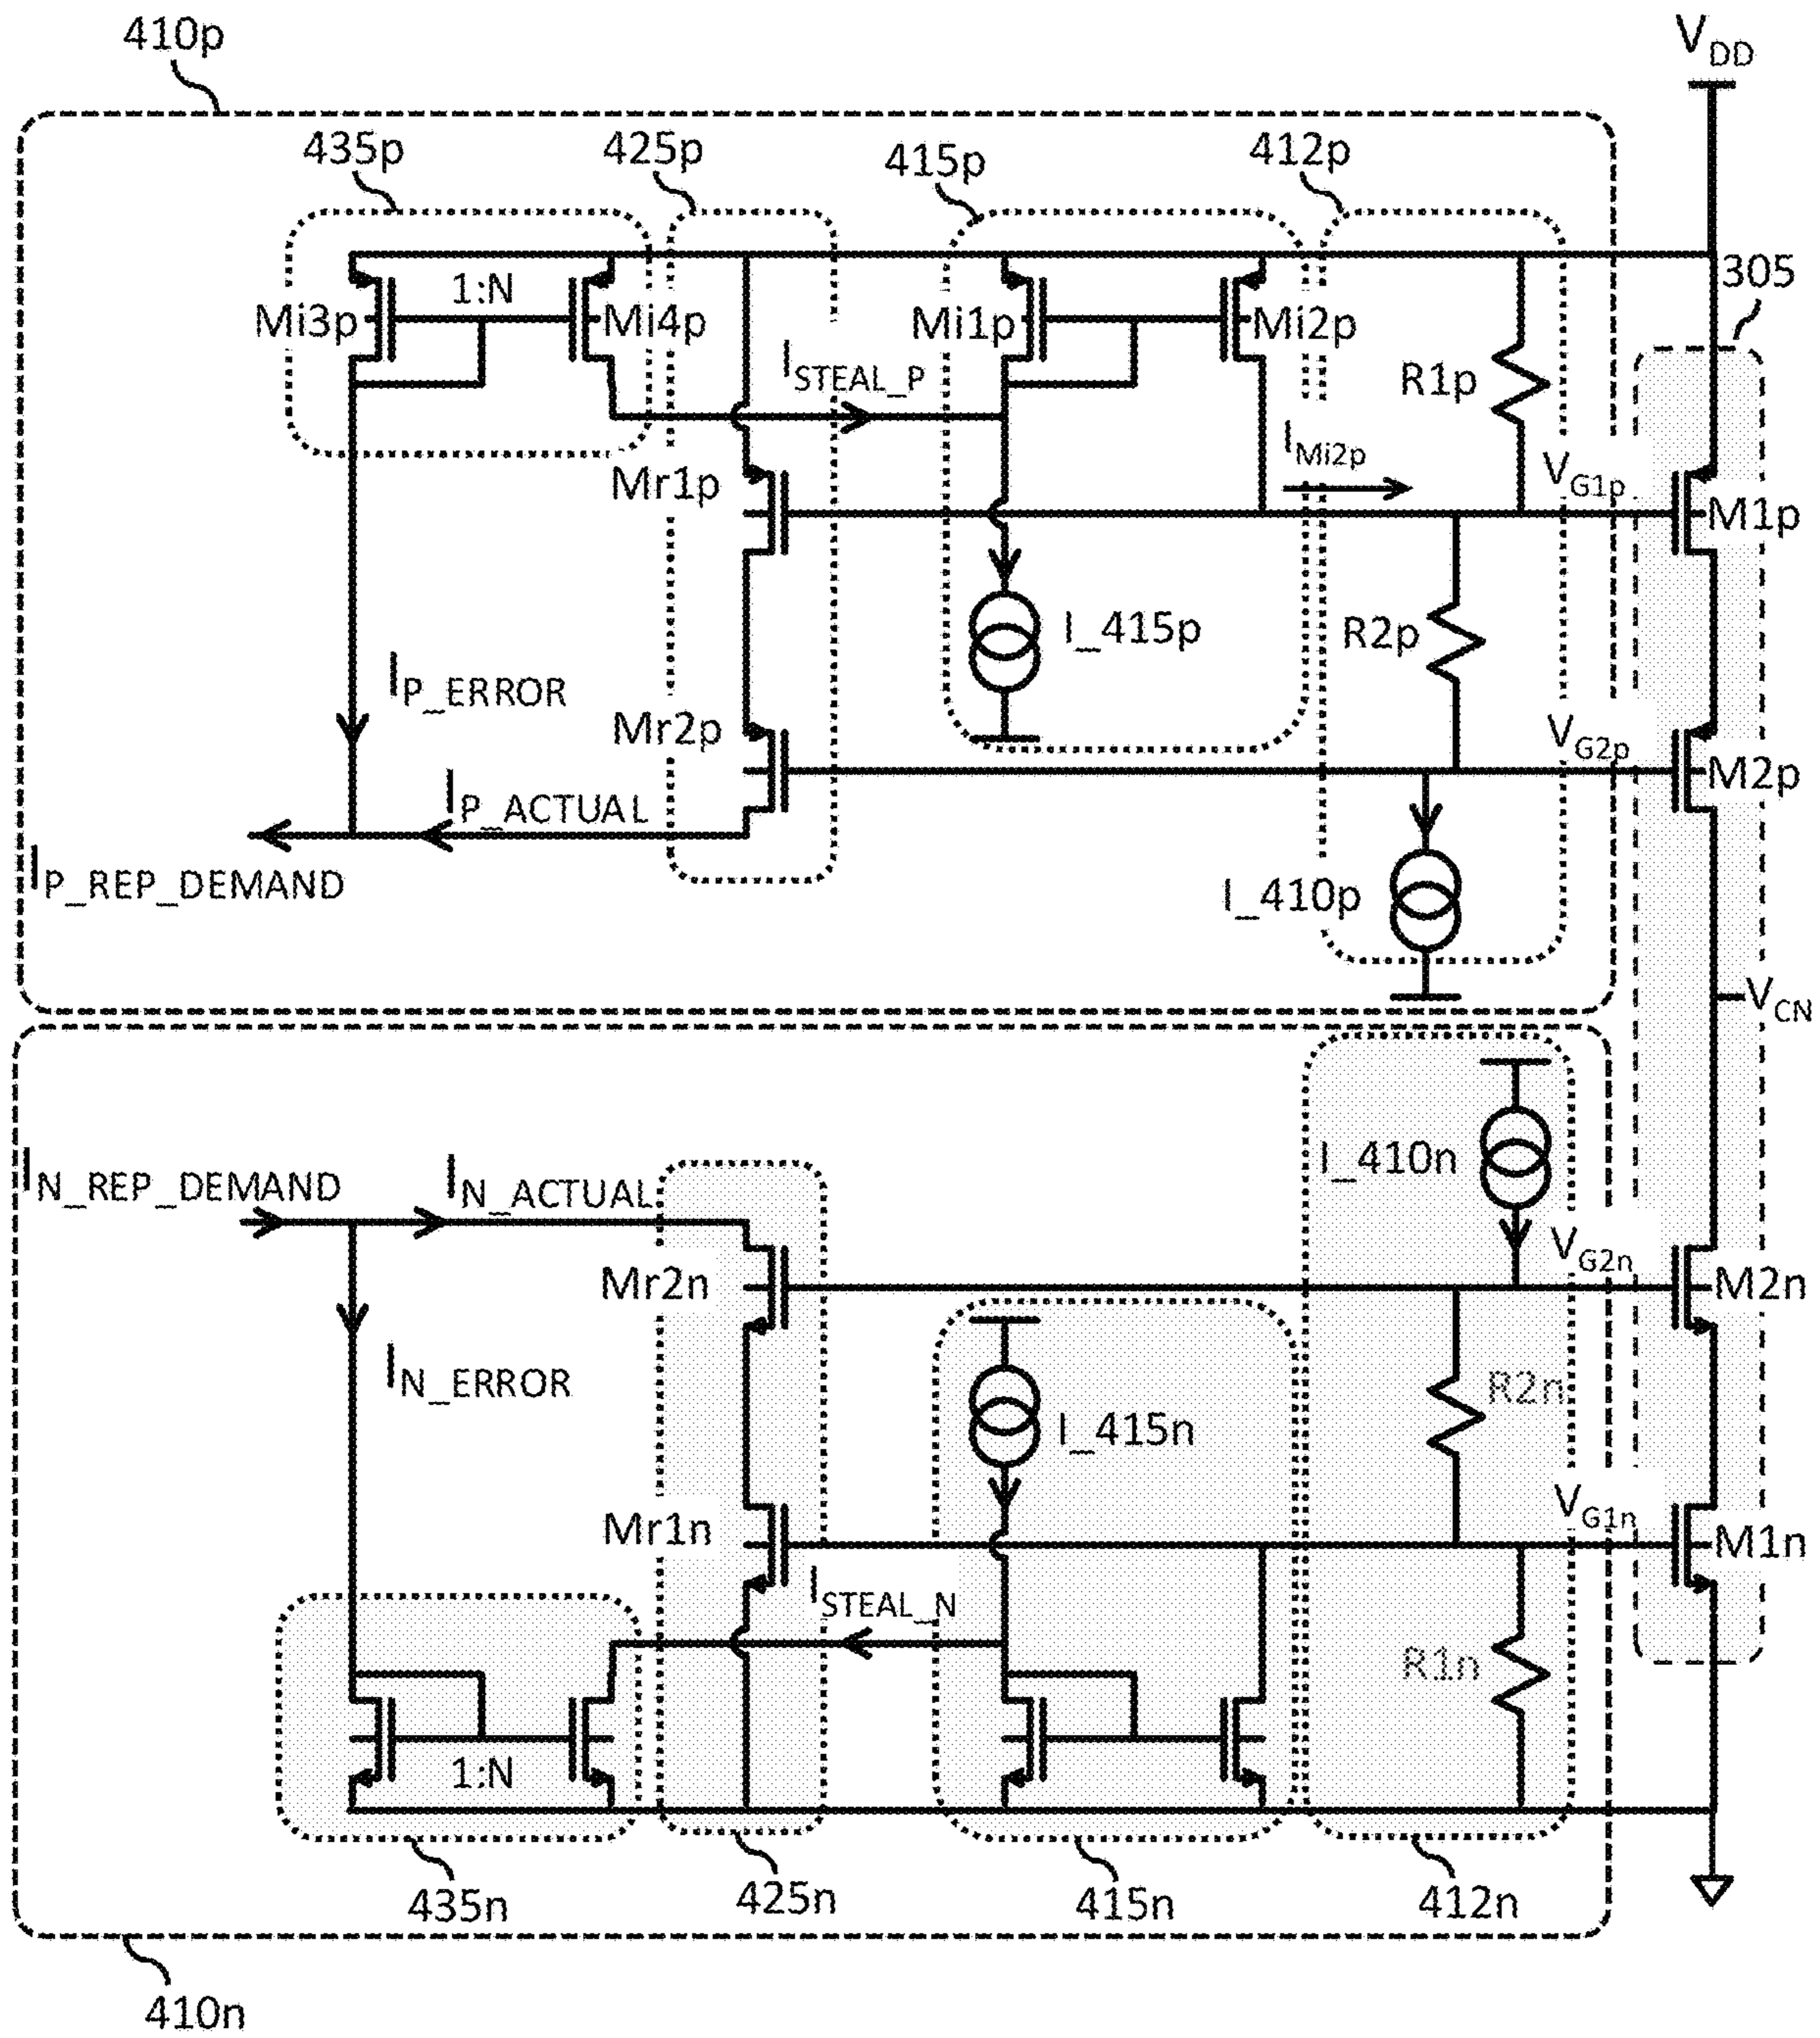 410p
V_DD
435p
425p
415p
412p
305
Mi3p
1:N
Mi4p
Mi1p
Mi2p
I_STEAL_P
R1p
I_Mi2p
Mr1p
V_G1p
M1p
I_415p
R2p
I_P_ERROR
Mr2p
V_G2p
M2p
I_P_ACTUAL
I_P_REP_DEMAND
I_410p
V_CN
I_N_REP_DEMAND
I_N_ACTUAL
I_410n
V_G2n
Mr2n
M2n
I_N_ERROR
R2n
I_415n
V_G1n
Mr1n
M1n
I_STEAL_N
R1n
1:N
435n
425n
415n
412n
410n